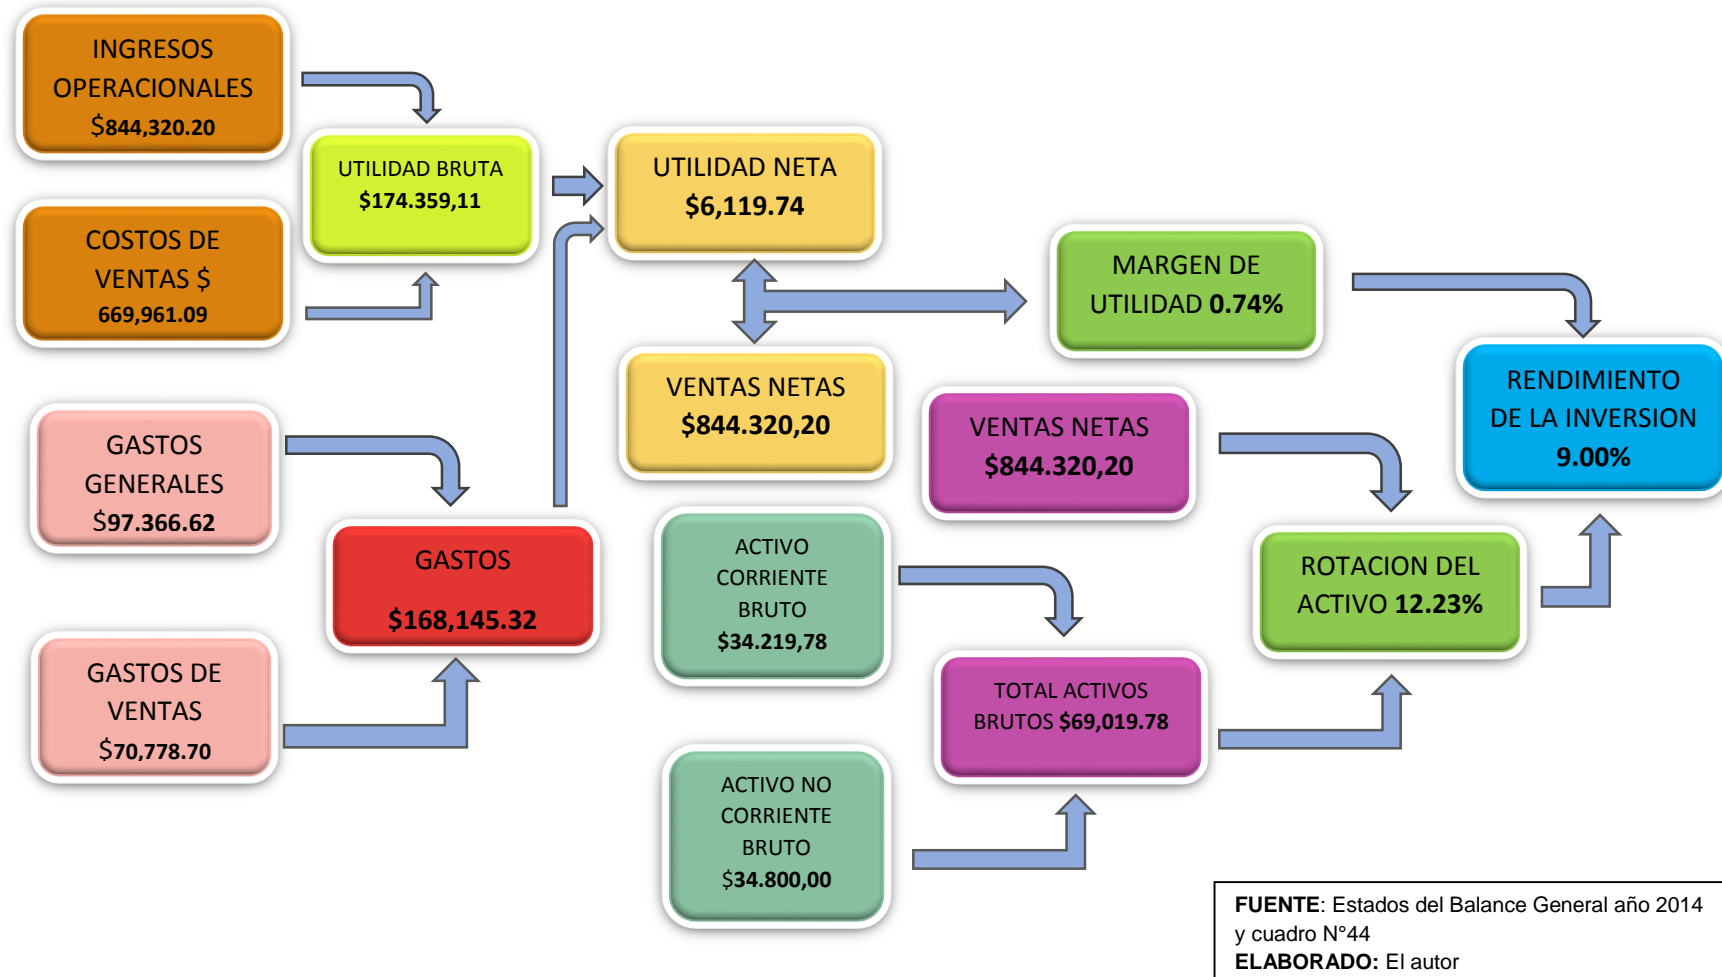 INGRESOS
OPERACIONALES
$844,320.20
COSTOS DE
VENTAS $
669,961.09
UTILIDAD BRUTA
$174.359,11
UTILIDAD NETA
$6,119.74
VENTAS NETAS
$844.320,20
MARGEN DE
UTILIDAD 0.74%
RENDIMIENTO
DE LA INVERSION
9.00%
GASTOS
GENERALES
$97.366.62
GASTOS
$168,145.32
GASTOS DE
VENTAS
$70,778.70
VENTAS NETAS
$844.320,20
ACTIVO
CORRIENTE
BRUTO
$34.219,78
ROTACION DEL
ACTIVO 12.23%
TOTAL ACTIVOS
BRUTOS $69,019.78
ACTIVO NO
CORRIENTE
BRUTO
$34.800,00
FUENTE: Estados del Balance General año 2014
y cuadro N°44
ELABORADO: El autor